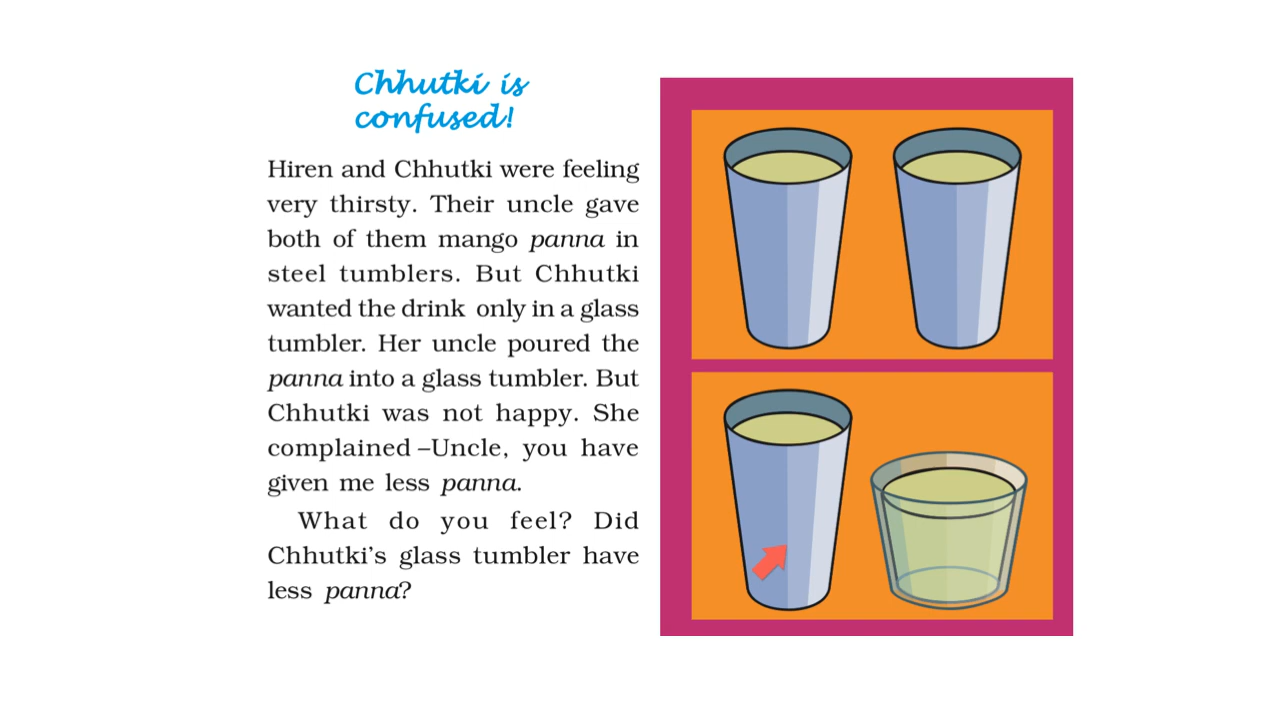 Chhutki is
confused!
Hiren and Chhutki were feeling
very thirsty. Their uncle gave
both of them mango panna in
steel tumblers. But Chhutki
wanted the drink only in a glass
tumbler. Her uncle poured the
panna into a glass tumbler. But
Chhutki was not happy. She
complained –Uncle, you have
given me less panna.
What do you feel? Did
Chhutki’s glass tumbler have
less panna?